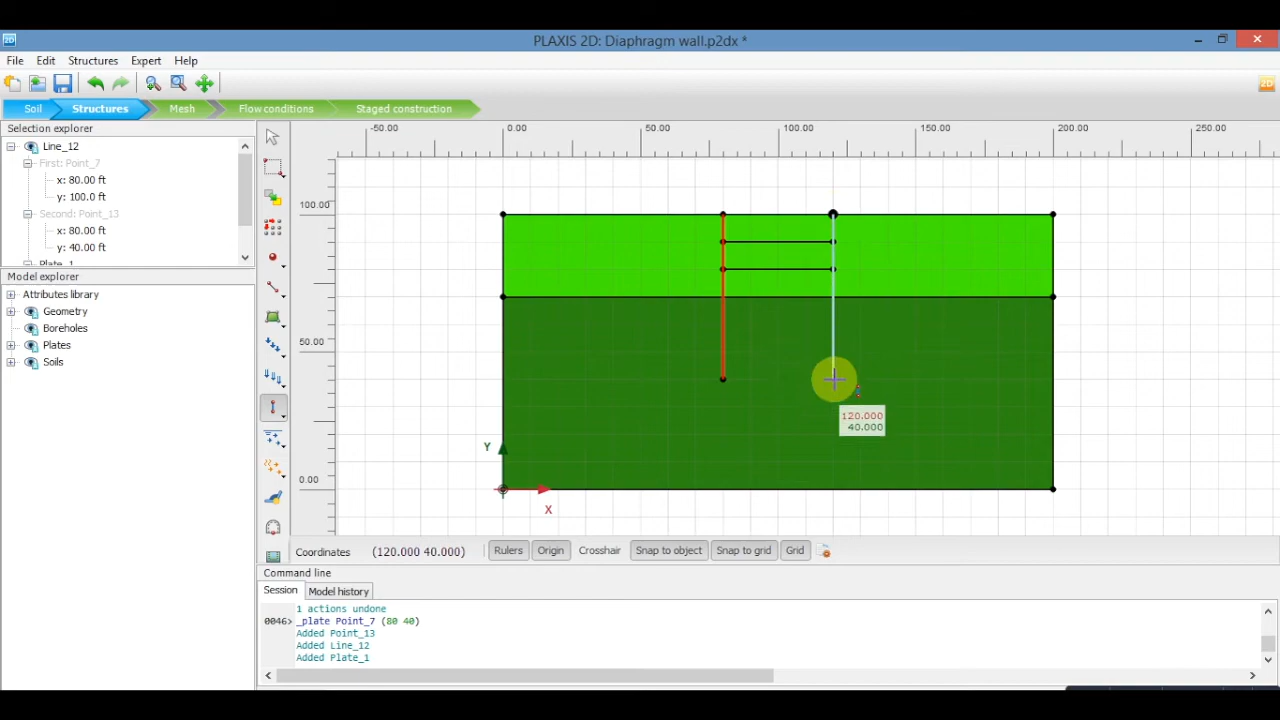 2D
PLAXIS 2D: Diaphragm wall.p2dx *
File Edit Structures Expert Help
2D
Soil Structures Mesh Flow conditions Staged construction
Selection explorer
Line_12
First: Point_7
x: 80.00 ft
y: 100.0 ft
Second: Point_13
x: 80.00 ft
y: 40.00 ft
Model explorer
Attributes library
Geometry
Boreholes
Plates
Soils
-50.00 0.00 50.00 100.00 150.00 200.00 250.00
100.00
50.00
0.00
Y
X
120.000
40.000
Coordinates (120.000 40.000) Rulers Origin Crosshair Snap to object Snap to grid Grid
Command line
Session Model history
1 actions undone
0046> _plate Point_7 (80 40)
Added Point_13
Added Line_12
Added Plate_1